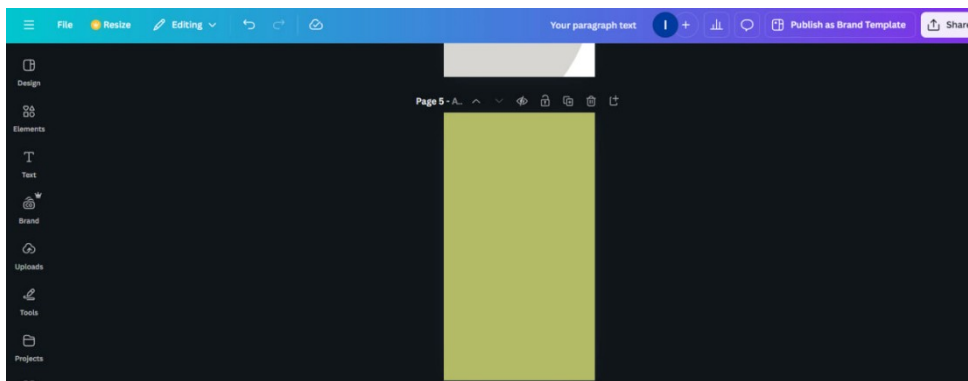 File Resize Editing Your paragraph text I + Publish as Brand Template Share
Design
Page 5 - A...
Elements
Text
Brand
Uploads
Tools
Projects